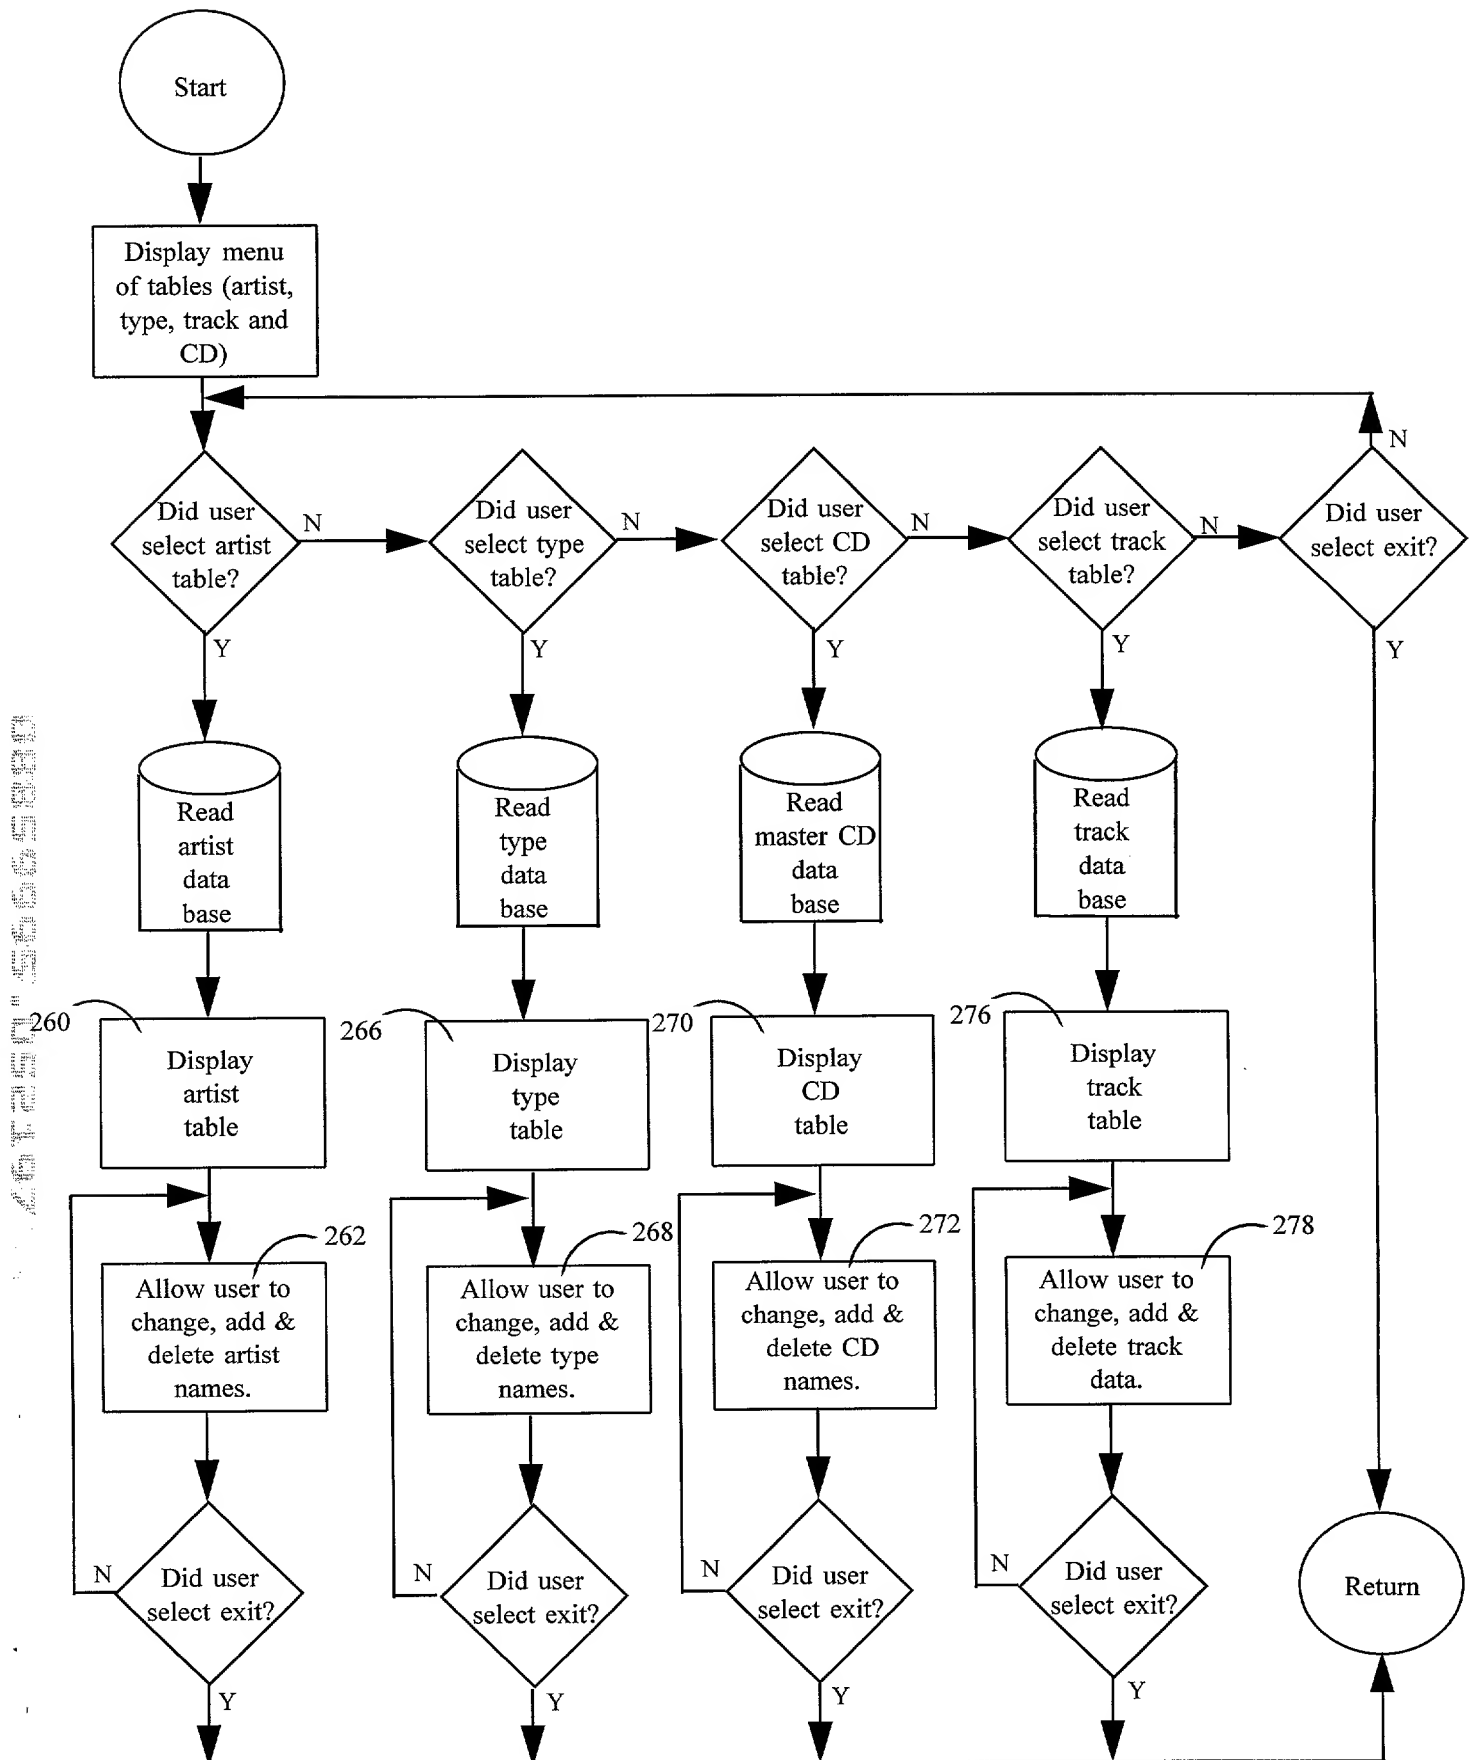 Start
Display menu
of tables (artist,
type, track and
CD)
N
Did user
select artist
table?
N
Did user
select type
table?
N
Did user
select CD
table?
N
Did user
select track
table?
N
Did user
select exit?
Y
Y
Y
Y
Y
Read
artist
data
base
Read
type
data
base
Read
master CD
data
base
Read
track
data
base
260
Display
artist
table
266
Display
type
table
270
Display
CD
table
276
Display
track
table
262
Allow user to
change, add &
delete artist
names.
268
Allow user to
change, add &
delete type
names.
272
Allow user to
change, add &
delete CD
names.
278
Allow user to
change, add &
delete track
data.
N
Did user
select exit?
N
Did user
select exit?
N
Did user
select exit?
N
Did user
select exit?
Return
Y
Y
Y
Y